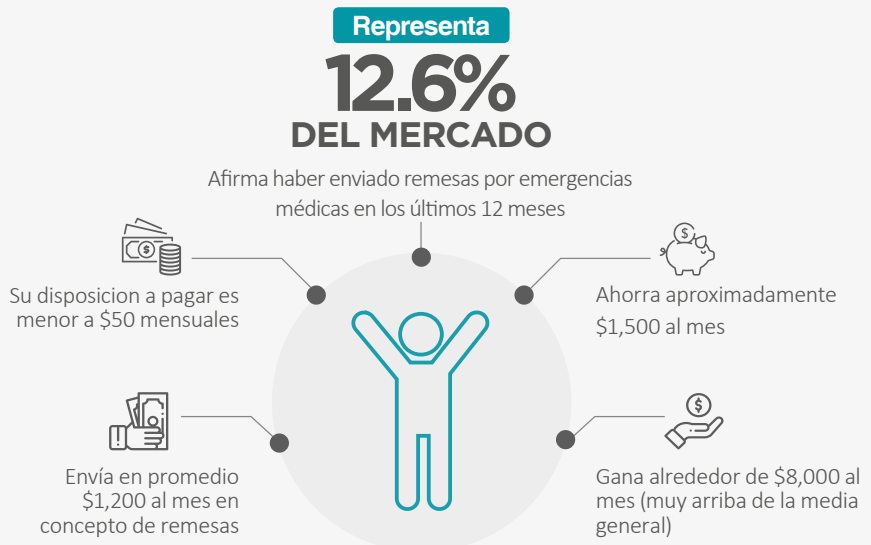 Representa
12.6%
DEL MERCADO
Afirma haber enviado remesas por emergencias
médicas en los últimos 12 meses
Su disposicion a pagar es
menor a $50 mensuales
Ahorra aproximadamente
$1,500 al mes
Envía en promedio
$1,200 al mes en
concepto de remesas
Gana alrededor de $8,000 al
mes (muy arriba de la media
general)